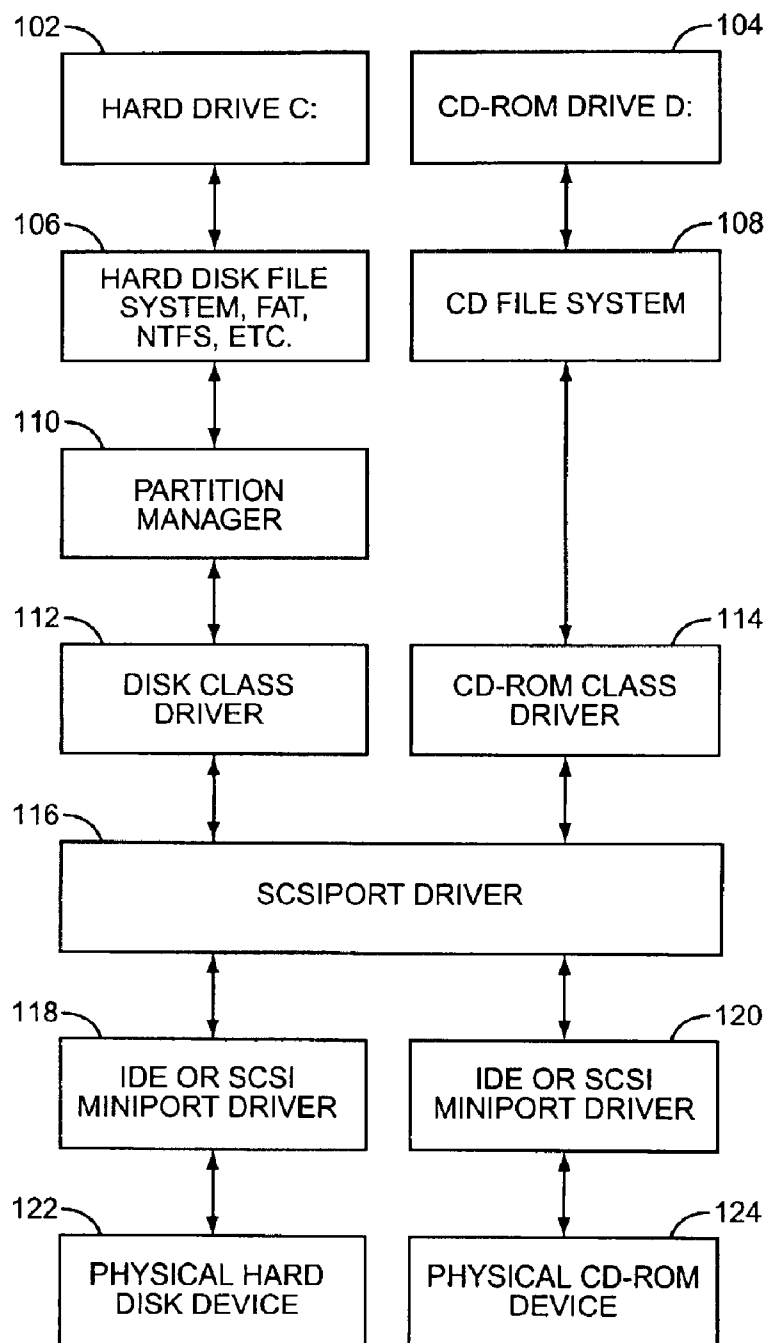 102
104
HARD DRIVE C:
CD-ROM DRIVE D:
106
108
HARD DISK FILE
SYSTEM, FAT,
NTFS, ETC.
CD FILE SYSTEM
110
PARTITION
MANAGER
112
114
DISK CLASS
DRIVER
CD-ROM CLASS
DRIVER
116
SCSIPORT DRIVER
118
120
IDE OR SCSI
MINIPORT DRIVER
IDE OR SCSI
MINIPORT DRIVER
122
124
PHYSICAL HARD
DISK DEVICE
PHYSICAL CD-ROM
DEVICE